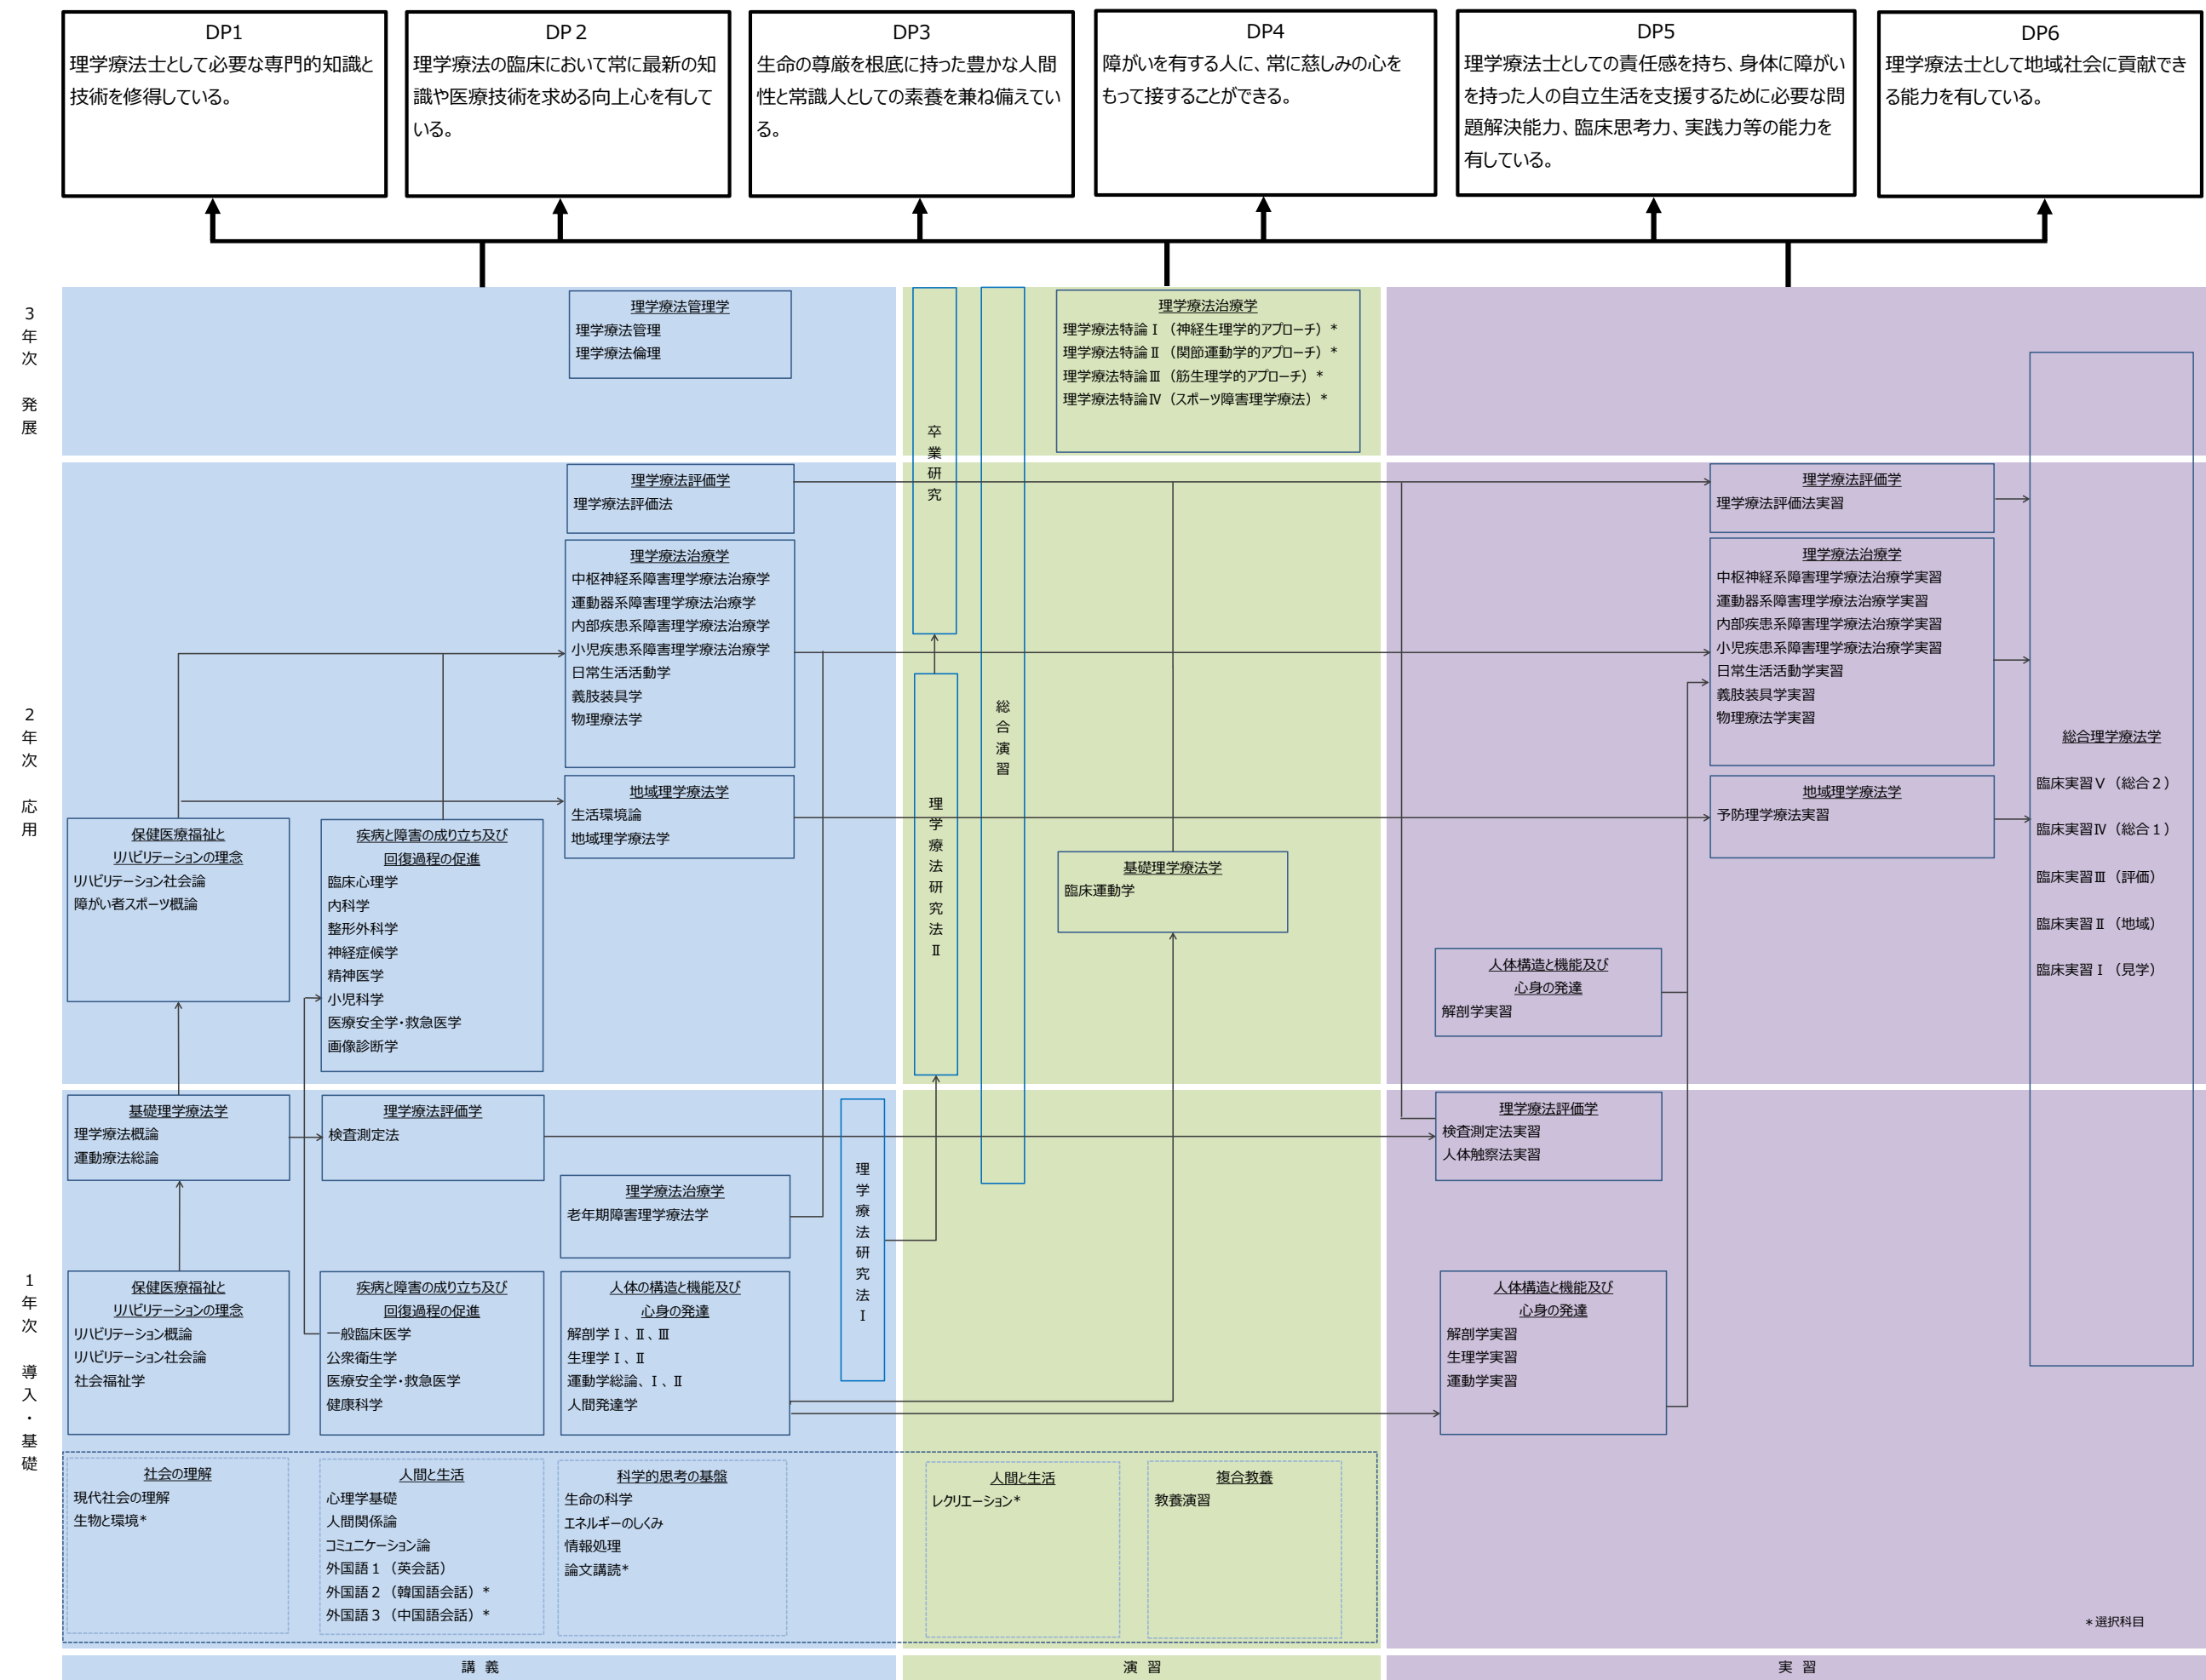 DP1
理学療法士として必要な専門的知識と
技術を修得している。
DP２
理学療法の臨床において常に最新の知
識や医療技術を求める向上心を有して
いる。
DP3
生命の尊厳を根底に持った豊かな人間
性と常識人としての素養を兼ね備えてい
る。
DP4
障がいを有する人に、常に慈しみの心を
もって接することができる。
DP5
理学療法士としての責任感を持ち、身体に障がい
を持った人の自立生活を支援するために必要な問
題解決能力、臨床思考力、実践力等の能力を
有している。
DP6
理学療法士として地域社会に貢献でき
る能力を有している。
3年次　発展
理学療法管理学
理学療法管理
理学療法倫理
卒業研究
総合演習
理学療法治療学
理学療法特論Ⅰ（神経生理学的アプローチ）*
理学療法特論Ⅱ（関節運動学的アプローチ）*
理学療法特論Ⅲ（筋生理学的アプローチ）*
理学療法特論Ⅳ（スポーツ障害理学療法）*
2年次　応用
理学療法評価学
理学療法評価法
理学療法治療学
中枢神経系障害理学療法治療学
運動器系障害理学療法治療学
内部疾患系障害理学療法治療学
小児疾患系障害理学療法治療学
日常生活活動学
義肢装具学
物理療法学
地域理学療法学
生活環境論
地域理学療法学
保健医療福祉と
リハビリテーションの理念
リハビリテーション社会論
障がい者スポーツ概論
疾病と障害の成り立ち及び
回復過程の促進
臨床心理学
内科学
整形外科学
神経症候学
精神医学
小児科学
医療安全学・救急医学
画像診断学
理学療法研究法Ⅱ
基礎理学療法学
臨床運動学
理学療法評価学
理学療法評価法実習
理学療法治療学
中枢神経系障害理学療法治療学実習
運動器系障害理学療法治療学実習
内部疾患系障害理学療法治療学実習
小児疾患系障害理学療法治療学実習
日常生活活動学実習
義肢装具学実習
物理療法学実習
地域理学療法学
予防理学療法実習
人体構造と機能及び
心身の発達
解剖学実習
総合理学療法学
臨床実習Ⅴ（総合２）
臨床実習Ⅳ（総合１）
臨床実習Ⅲ（評価）
臨床実習Ⅱ（地域）
臨床実習Ⅰ（見学）
1年次　導入・基礎
基礎理学療法学
理学療法概論
運動療法総論
理学療法評価学
検査測定法
理学療法治療学
老年期障害理学療法学
理学療法研究法Ⅰ
理学療法評価学
検査測定法実習
人体触察法実習
保健医療福祉と
リハビリテーションの理念
リハビリテーション概論
リハビリテーション社会論
社会福祉学
疾病と障害の成り立ち及び
回復過程の促進
一般臨床医学
公衆衛生学
医療安全学・救急医学
健康科学
人体の構造と機能及び
心身の発達
解剖学Ⅰ、Ⅱ、Ⅲ
生理学Ⅰ、Ⅱ
運動学総論、Ⅰ、Ⅱ
人間発達学
人体構造と機能及び
心身の発達
解剖学実習
生理学実習
運動学実習
社会の理解
現代社会の理解
生物と環境*
人間と生活
心理学基礎
人間関係論
コミュニケーション論
外国語１（英会話）
外国語２（韓国語会話）*
外国語３（中国語会話）*
科学的思考の基盤
生命の科学
エネルギーのしくみ
情報処理
論文講読*
人間と生活
レクリエーション*
複合教養
教養演習
*選択科目
講 義
演 習
実 習